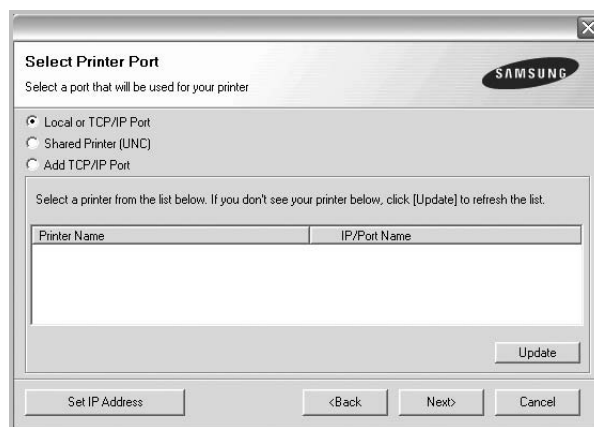 Select Printer Port
Select a port that will be used for your printer
SAMSUNG
Local or TCP/IP Port
Shared Printer (UNC)
Add TCP/IP Port
Select a printer from the list below. If you don't see your printer below, click [Update] to refresh the list.
Printer Name IP/Port Name
Update
Set IP Address <Back Next> Cancel